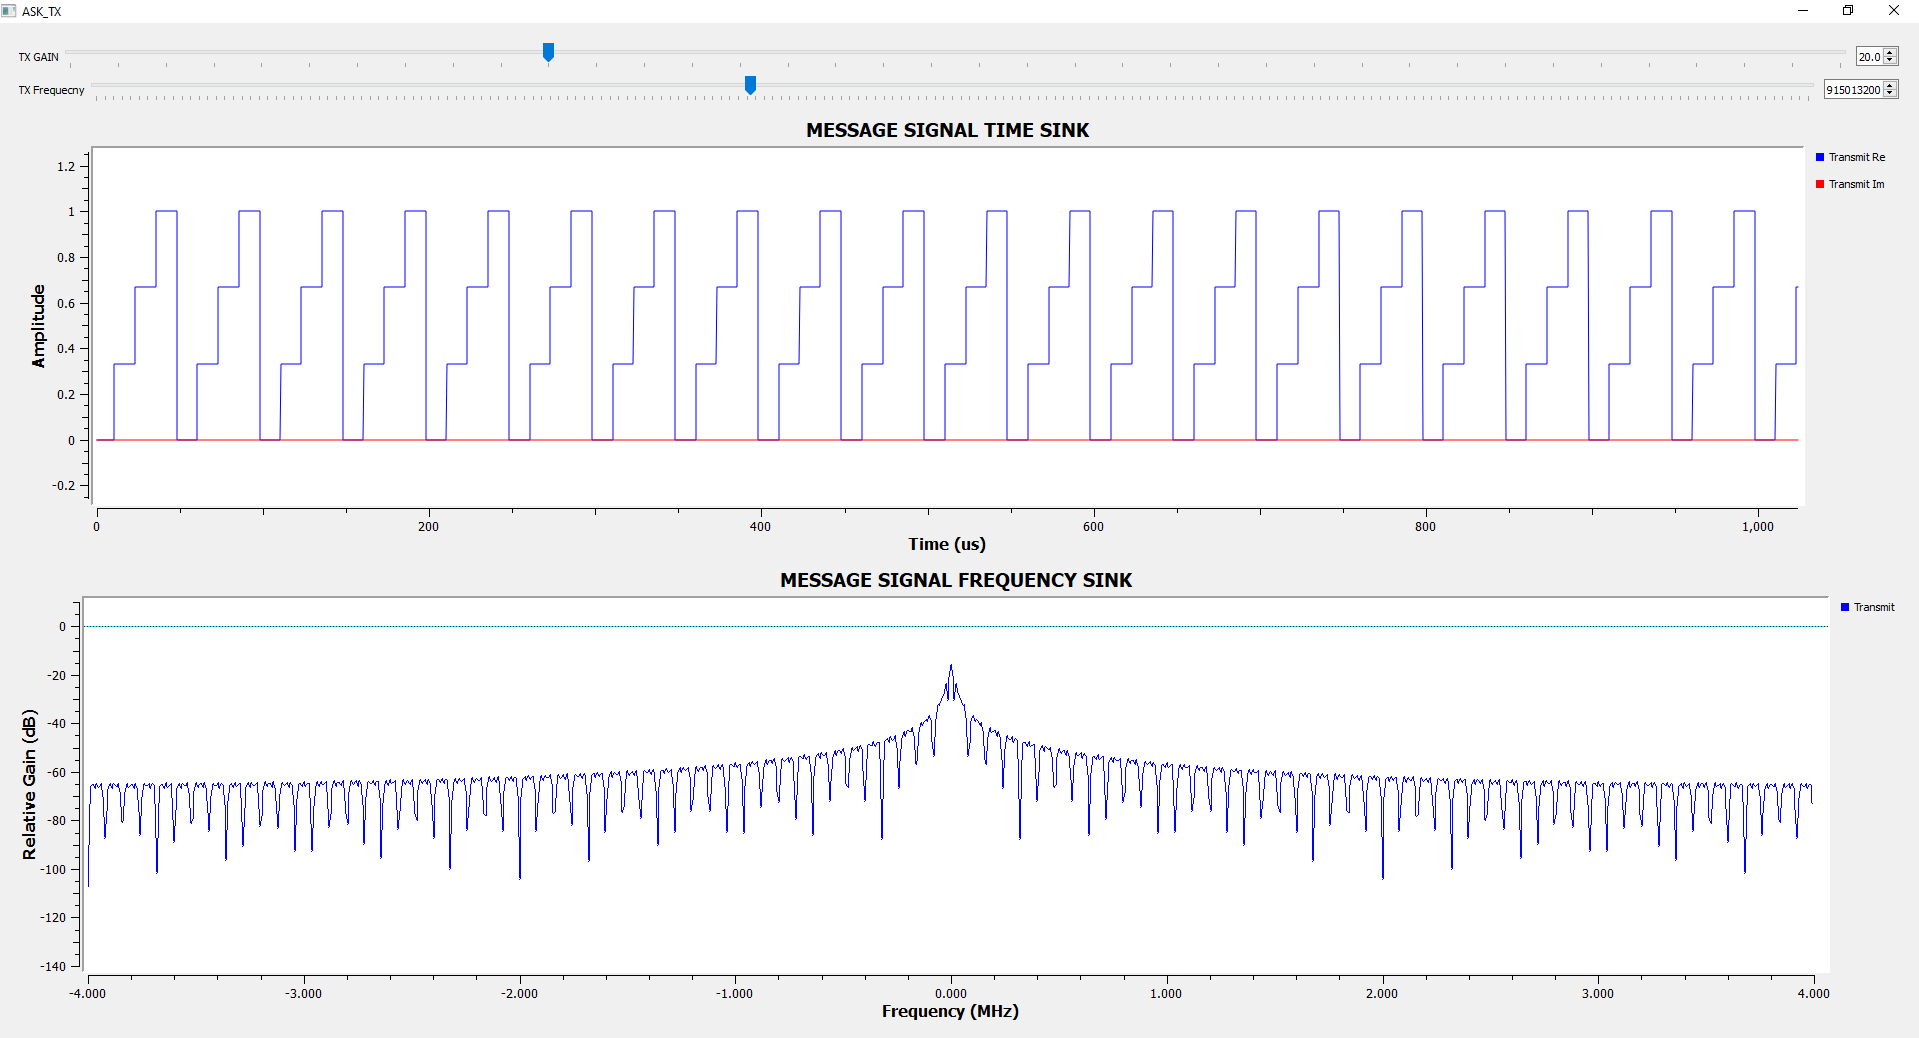 ASK_TX
TX GAIN
20.0
TX Frequecny
915013200
MESSAGE SIGNAL TIME SINK
Transmit Re
Transmit Im
Amplitude
1.2
1
0.8
0.6
0.4
0.2
0
-0.2
0 200 400 600 800 1,000
Time (us)
MESSAGE SIGNAL FREQUENCY SINK
Transmit
Relative Gain (dB)
0
-20
-40
-60
-80
-100
-120
-140
-4.000 -3.000 -2.000 -1.000 0.000 1.000 2.000 3.000 4.000
Frequency (MHz)